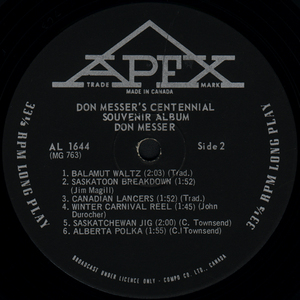 APEX
TRADE MARK
MADE IN CANADA
DON MESSER'S CENTENNIAL
SOUVENIR ALBUM
DON MESSER
AL 1644
(MG 763)
Side 2
1. BALAMUT WALTZ (2:03) (Trad.)
2. SASKATOON BREAKDOWN (1:52)
(Jim Magill)
3. CANADIAN LANCERS (1:52) (Trad.)
4. WINTER CARNIVAL REEL (1:45) (John
Durocher)
5. SASKATCHEWAN JIG (2:00) (C. Townsend)
6. ALBERTA POLKA (1:55) (C. Townsend)
33⅓ RPM LONG PLAY
33⅓ RPM LONG PLAY
BROADCAST UNDER LICENCE ONLY - COMPO CO. LTD., CANADA